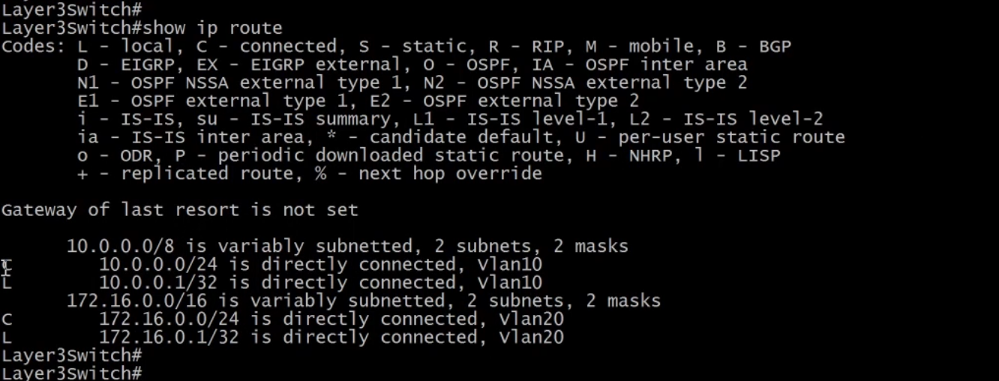 Layer3Switch#
Layer3Switch#show ip route
Codes: L - local, C - connected, S - static, R - RIP, M - mobile, B - BGP
       D - EIGRP, EX - EIGRP external, O - OSPF, IA - OSPF inter area
       N1 - OSPF NSSA external type 1, N2 - OSPF NSSA external type 2
       E1 - OSPF external type 1, E2 - OSPF external type 2
       i - IS-IS, su - IS-IS summary, L1 - IS-IS level-1, L2 - IS-IS level-2
       ia - IS-IS inter area, * - candidate default, U - per-user static route
       o - ODR, P - periodic downloaded static route, H - NHRP, l - LISP
       + - replicated route, % - next hop override
Gateway of last resort is not set
      10.0.0.0/8 is variably subnetted, 2 subnets, 2 masks
C        10.0.0.0/24 is directly connected, Vlan10
L        10.0.0.1/32 is directly connected, Vlan10
      172.16.0.0/16 is variably subnetted, 2 subnets, 2 masks
C        172.16.0.0/24 is directly connected, Vlan20
L        172.16.0.1/32 is directly connected, Vlan20
Layer3Switch#
Layer3Switch#